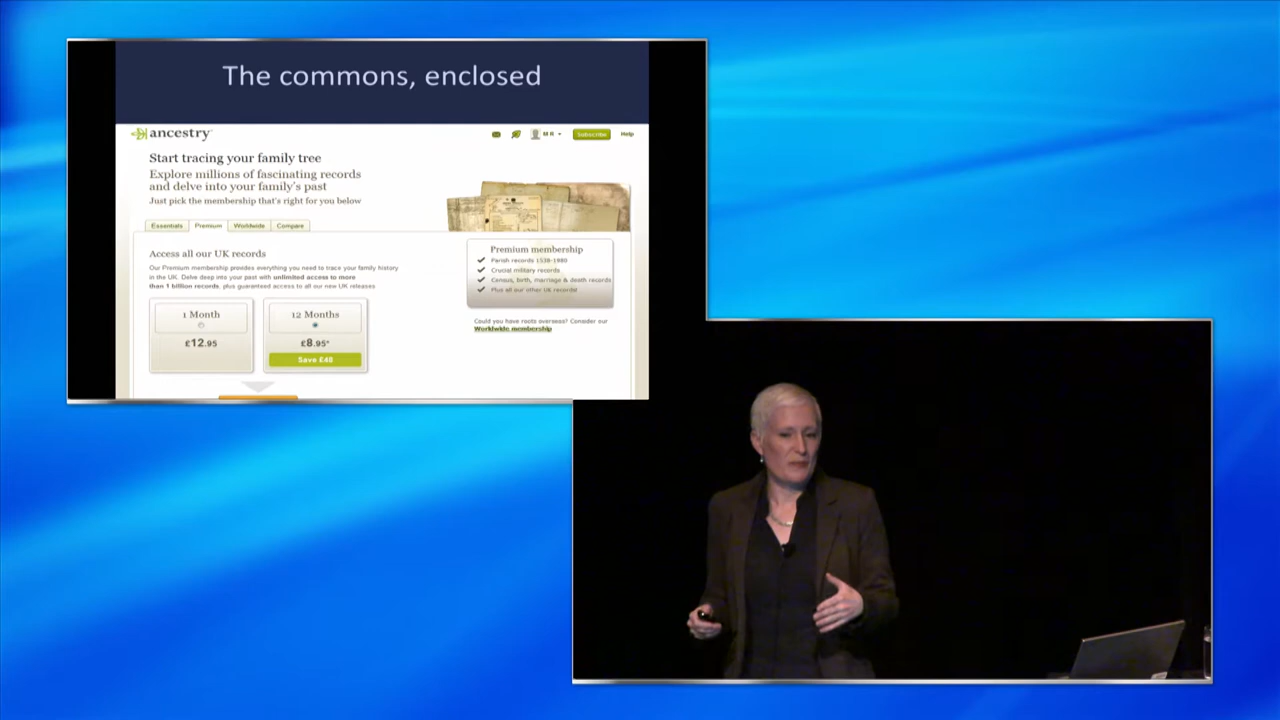 The commons, enclosed
ancestry
Subscribe
Help
Start tracing your family tree
Explore millions of fascinating records
and delve into your family's past
Just pick the membership that's right for you below
Essentials
Premium
Worldwide
Compare
Access all our UK records
Our Premium membership provides everything you need to trace your family history
in the UK. Delve deep into your past with unlimited access to more
than 1 billion records, plus guaranteed access to all our new UK releases
1 Month
£12.95
12 Months
£8.95*
Save £48
Premium membership
Parish records 1538-1980
Crucial military records
Census, birth, marriage & death records
Plus all our other UK records!
Could you have roots overseas? Consider our
Worldwide membership